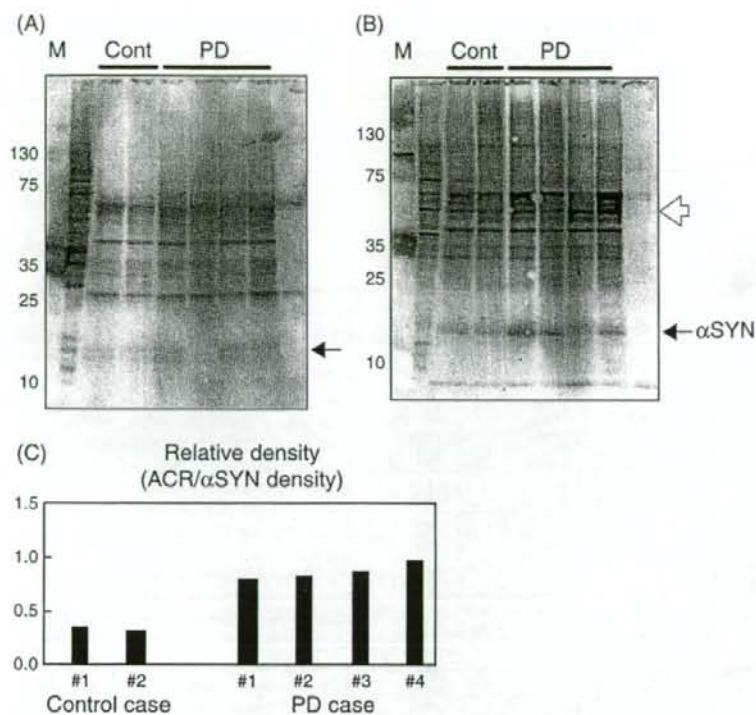 (A)
M Cont PD
130
75
35
25
10
(B)
M Cont PD
130
75
35
25
10
αSYN
(C)
Relative density
(ACR/αSYN density)
1.5
1.0
0.5
0.0
#1 #2 #1 #2 #3 #4
Control case PD case